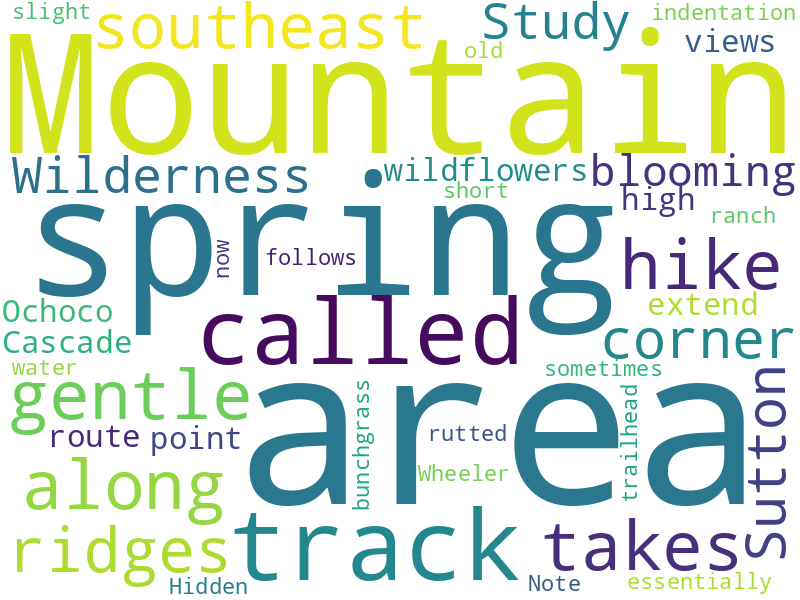 slight
southeast
Study
indentation
old
views
Mountain
Wilderness
wildflowers
blooming
short
high
ranch
spring
now
follows
hike
Ochoco
called
extend
Cascade
corner
water
sometimes
gentle
area
Sutton
route
point
bunchgrass
rutted
trailhead
along
Wheeler
track
takes
ridges
Hidden
Note
essentially